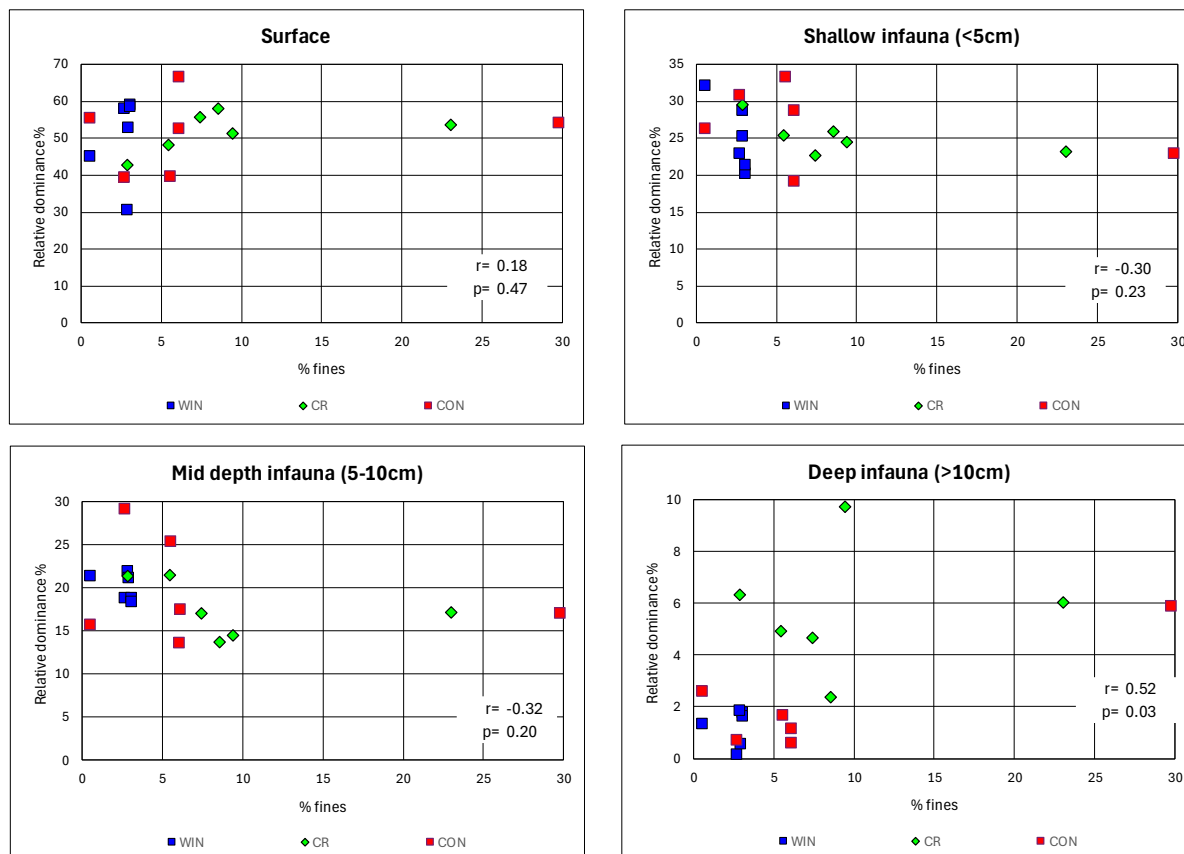 Surface
Relative dominance%
70
60
50
40
30
20
10
0
r= 0.18
p= 0.47
0 5 10 15 20 25 30
% fines
WIN CR CON
Shallow infauna (<5cm)
Relative dominance%
35
30
25
20
15
10
5
0
r= -0.30
p= 0.23
0 5 10 15 20 25 30
% fines
WIN CR CON
Mid depth infauna (5-10cm)
Relative dominance%
30
25
20
15
10
5
0
r= -0.32
p= 0.20
0 5 10 15 20 25 30
% fines
WIN CR CON
Deep infauna (>10cm)
Relative dominance%
10
8
6
4
2
0
r= 0.52
p= 0.03
0 5 10 15 20 25 30
% fines
WIN CR CON